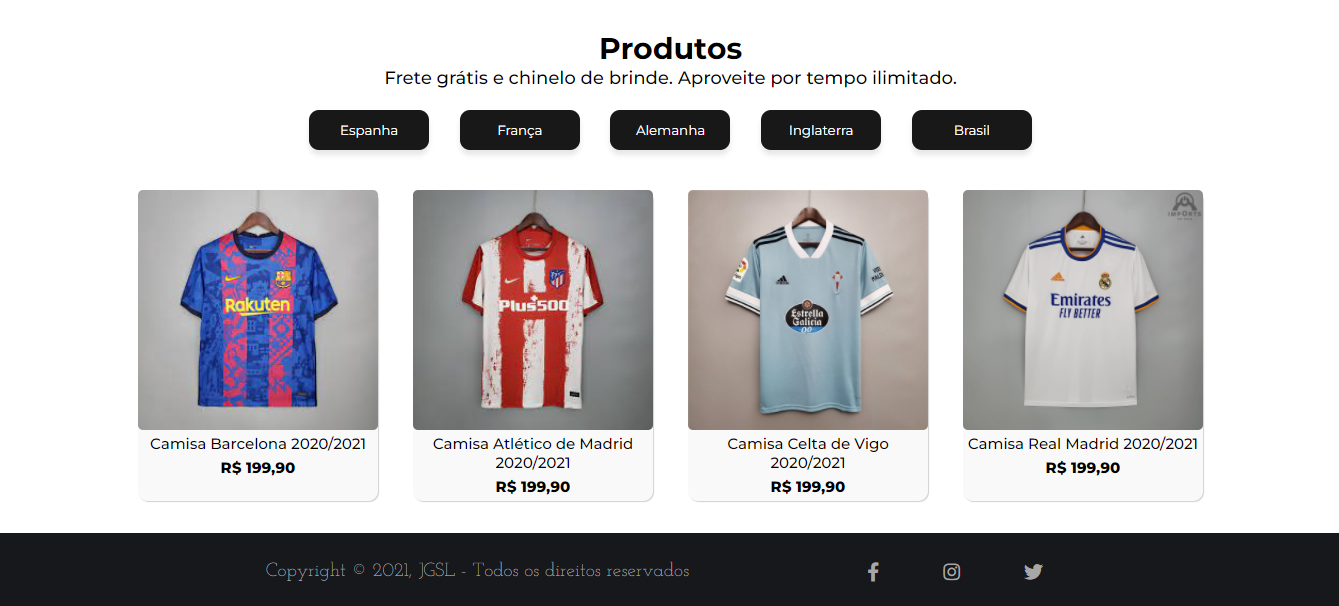 Produtos
Frete grátis e chinelo de brinde. Aproveite por tempo ilimitado.
Espanha
França
Alemanha
Inglaterra
Brasil
Rakuten
Plus500
Estrella
Galicia
00
IMPORTS
Emirates
FLY BETTER
Camisa Barcelona 2020/2021
R$ 199,90
Camisa Atlético de Madrid
2020/2021
R$ 199,90
Camisa Celta de Vigo
2020/2021
R$ 199,90
Camisa Real Madrid 2020/2021
R$ 199,90
Copyright © 2021, JGSL - Todos os direitos reservados